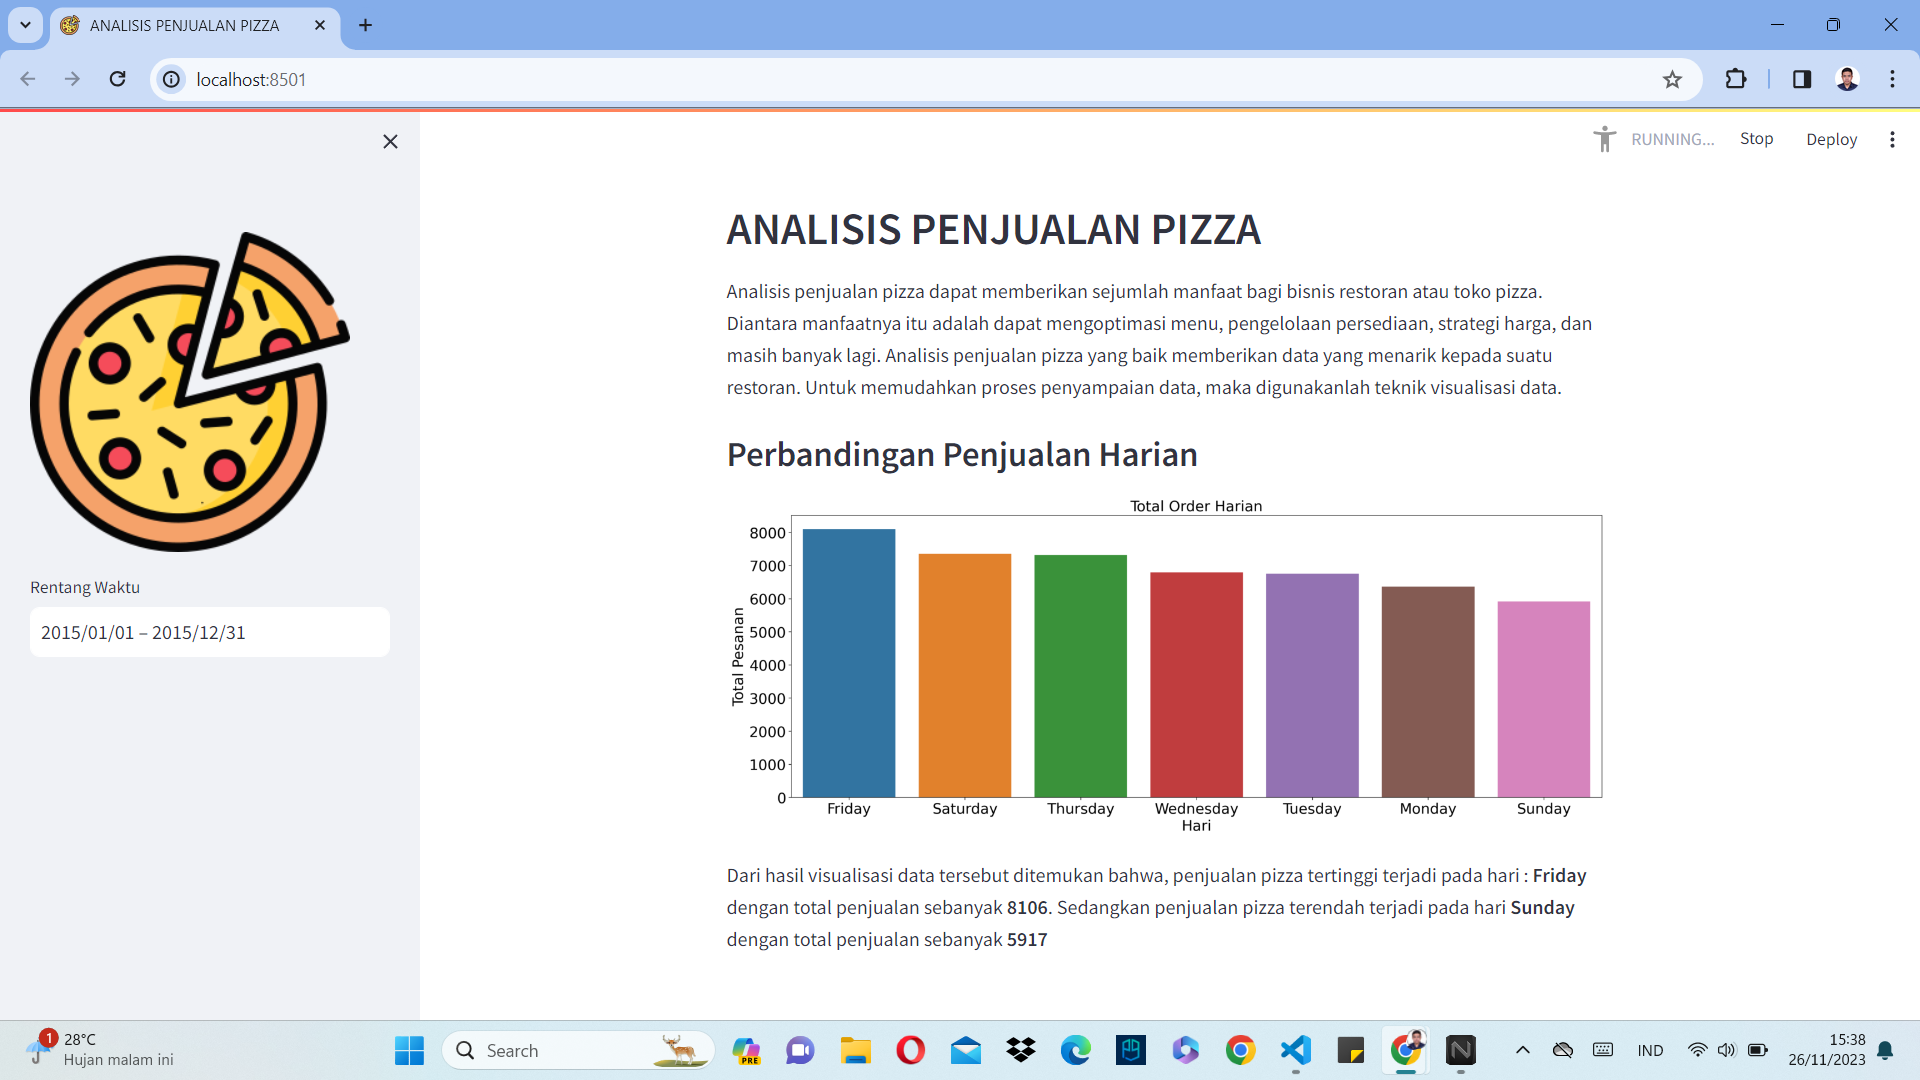 ANALISIS PENJUALAN PIZZA
localhost:8501
RUNNING...
Stop
Deploy
Rentang Waktu
2015/01/01 – 2015/12/31
ANALISIS PENJUALAN PIZZA
Analisis penjualan pizza dapat memberikan sejumlah manfaat bagi bisnis restoran atau toko pizza.
Diantara manfaatnya itu adalah dapat mengoptimasi menu, pengelolaan persediaan, strategi harga, dan
masih banyak lagi. Analisis penjualan pizza yang baik memberikan data yang menarik kepada suatu
restoran. Untuk memudahkan proses penyampaian data, maka digunakanlah teknik visualisasi data.
Perbandingan Penjualan Harian
Total Order Harian
Total Pesanan
8000
7000
6000
5000
4000
3000
2000
1000
0
Friday Saturday Thursday Wednesday Tuesday Monday Sunday
Hari
Dari hasil visualisasi data tersebut ditemukan bahwa, penjualan pizza tertinggi terjadi pada hari : Friday
dengan total penjualan sebanyak 8106. Sedangkan penjualan pizza terendah terjadi pada hari Sunday
dengan total penjualan sebanyak 5917
1
28°C
Hujan malam ini
Search
PRE
IND
15:38
26/11/2023